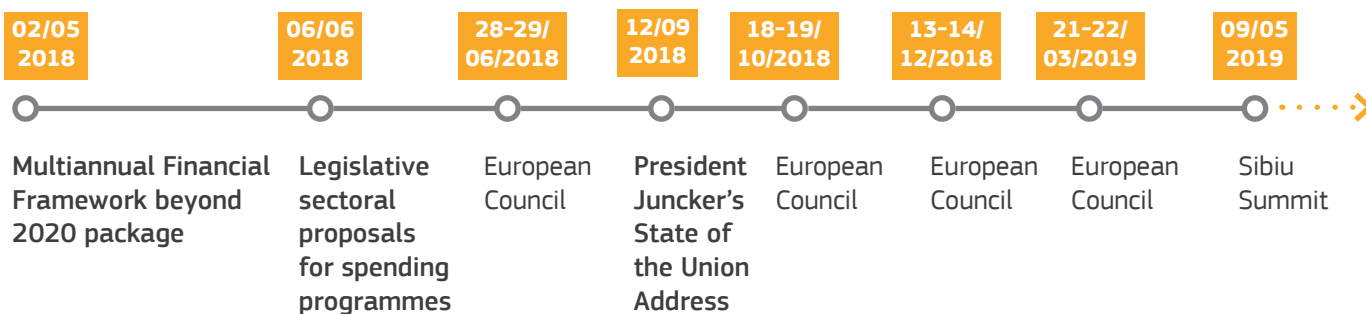 02/05
2018
06/06
2018
28-29/
06/2018
12/09
2018
18-19/
10/2018
13-14/
12/2018
21-22/
03/2019
09/05
2019
Multiannual Financial
Framework beyond
2020 package
Legislative
sectoral
proposals
for spending
programmes
European
Council
President
Juncker's
State of
the Union
Address
European
Council
European
Council
European
Council
Sibiu
Summit